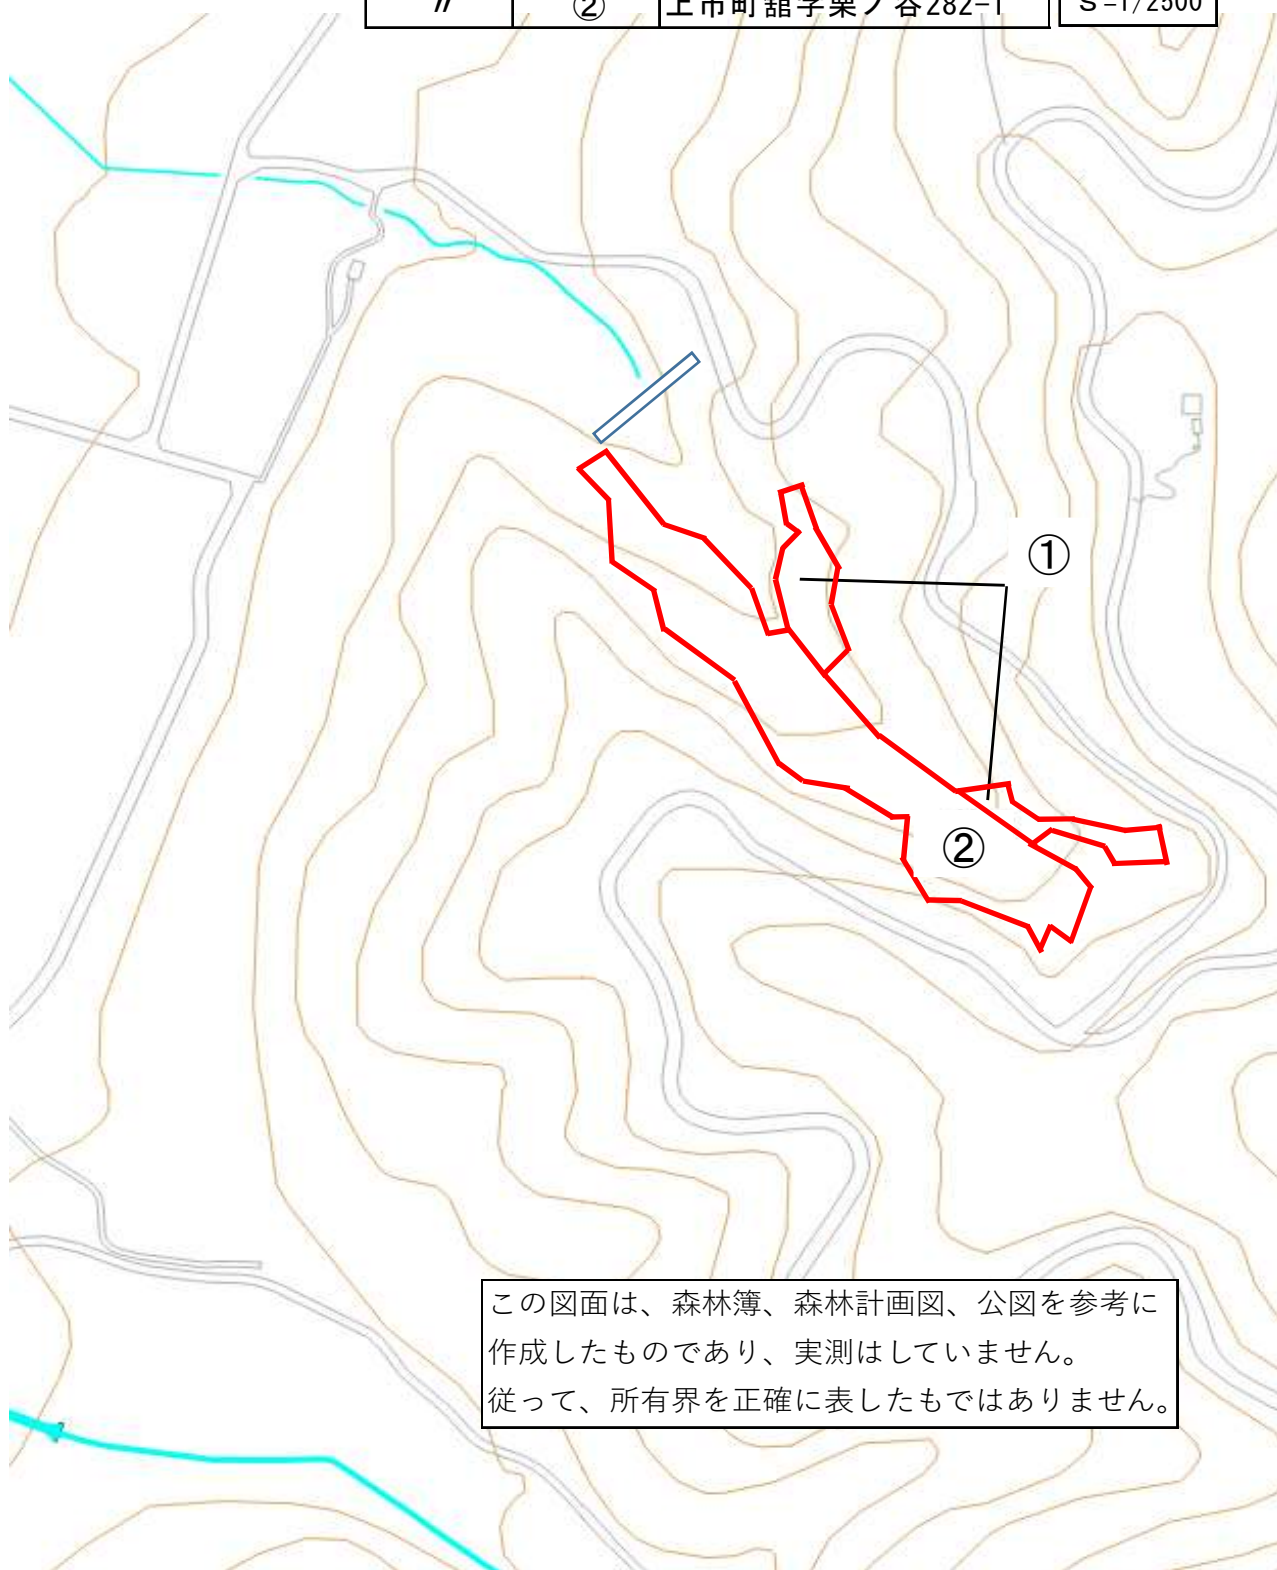 〃 ② 上市町舘字栗ノ谷282-1 S=1/2500
①
②
この図面は、森林簿、森林計画図、公図を参考に
作成したものであり、実測はしていません。
従って、所有界を正確に表したもではありません。